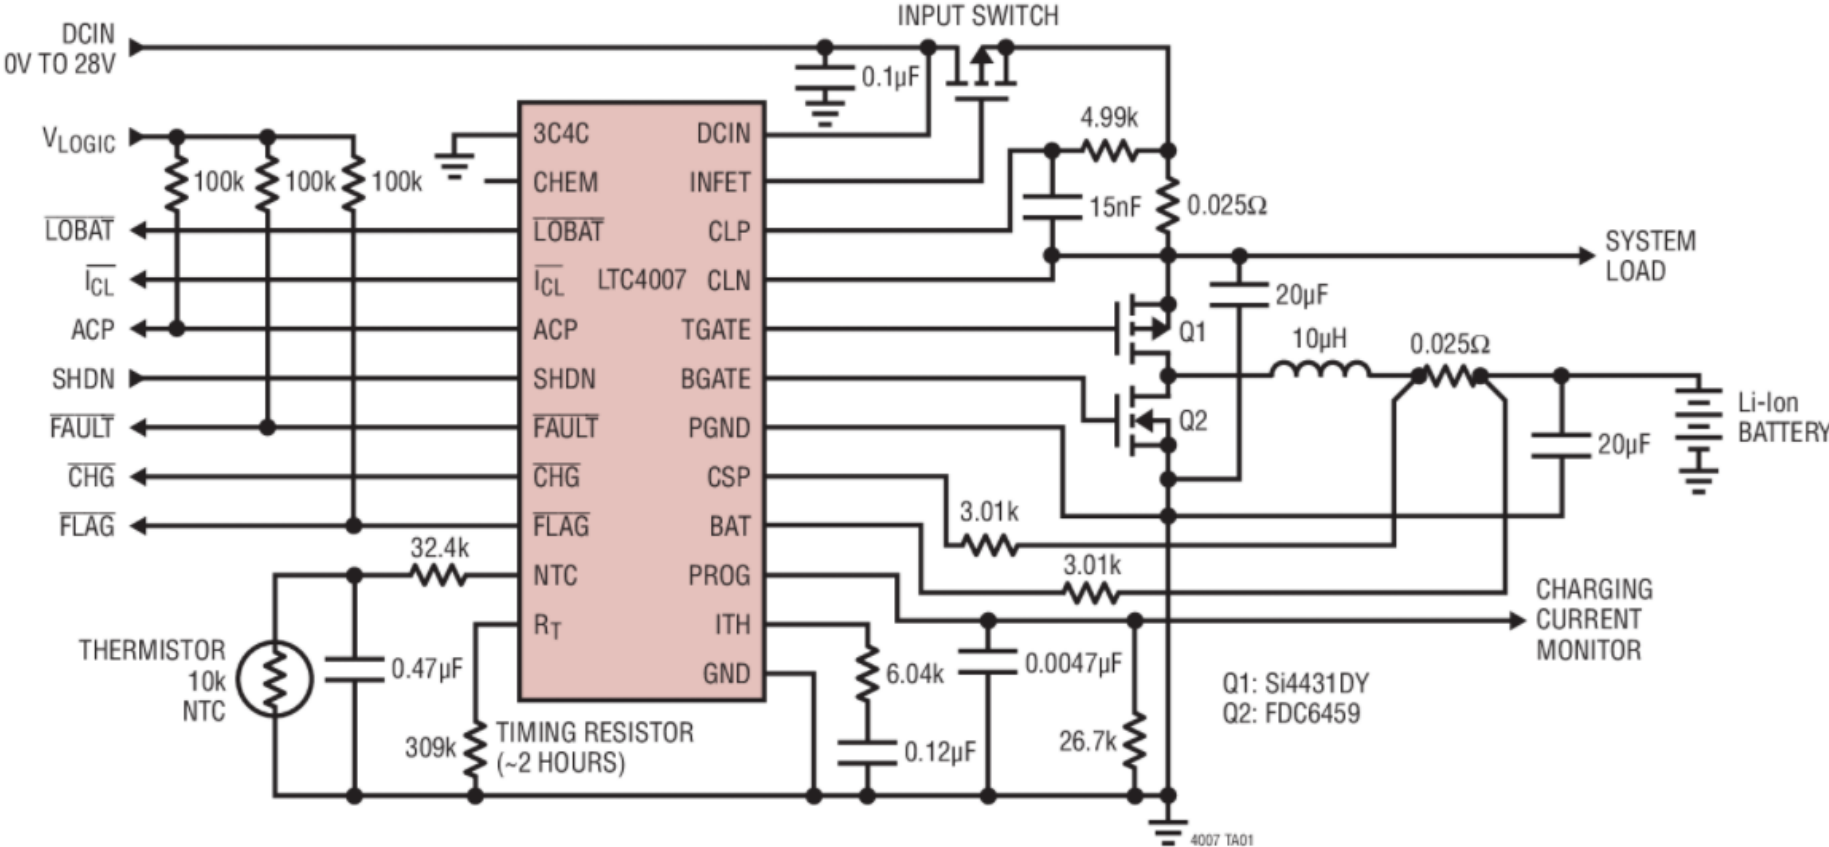 INPUT SWITCH
DCIN
0V TO 28V
0.1µF
4.99k
V_LOGIC
100k
100k
100k
3C4C
DCIN
CHEM
INFET
15nF
0.025Ω
LOBAT
LOBAT
CLP
SYSTEM
LOAD
I_CL
I_CL
LTC4007
CLN
20µF
ACP
ACP
TGATE
Q1
10µH
0.025Ω
SHDN
SHDN
BGATE
Li-Ion
BATTERY
FAULT
FAULT
PGND
Q2
20µF
CHG
CHG
CSP
3.01k
FLAG
FLAG
BAT
32.4k
3.01k
NTC
PROG
CHARGING
CURRENT
MONITOR
R_T
ITH
THERMISTOR
10k
NTC
0.47µF
GND
6.04k
0.0047µF
Q1: Si4431DY
Q2: FDC6459
309k
TIMING RESISTOR
(~2 HOURS)
0.12µF
26.7k
4007 TA01